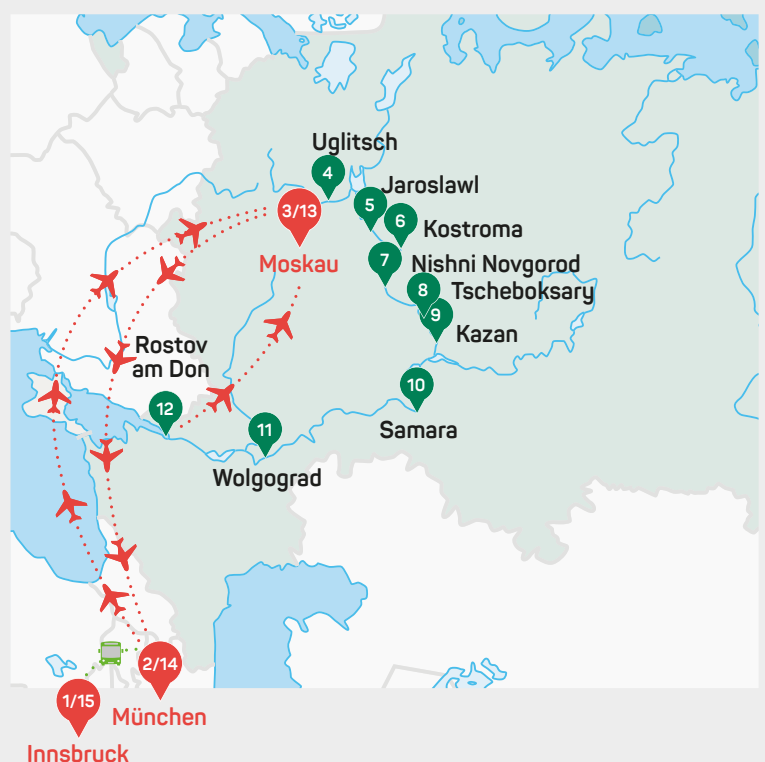 Uglitsch
4
Jaroslawl
5
3/13
6
Kostroma
Moskau
7
Nishni Novgorod
8
Tscheboksary
9
Kazan
Rostov
am Don
12
10
Samara
11
Wolgograd
2/14
München
1/15
Innsbruck